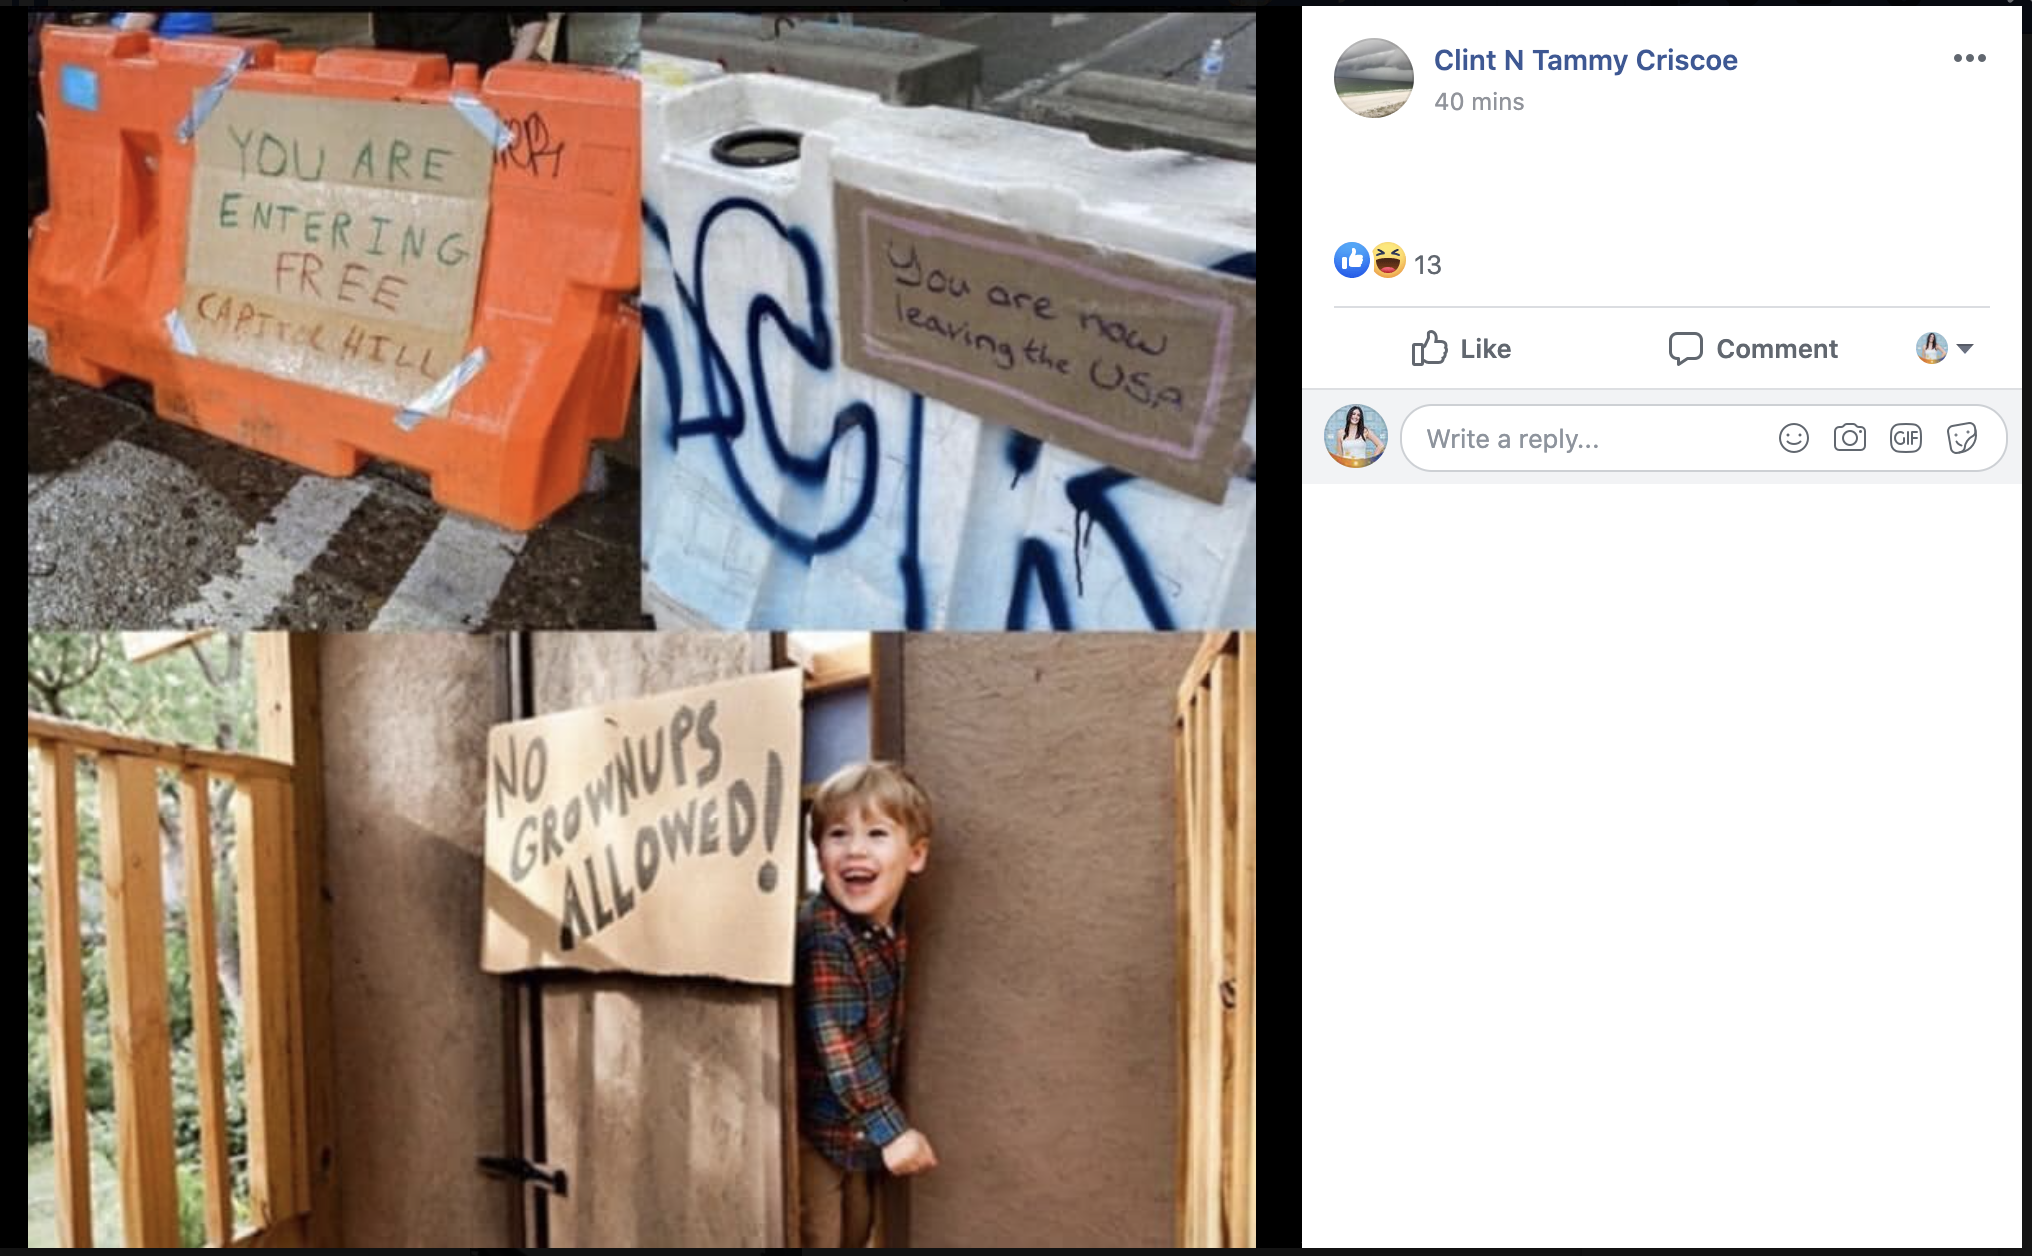 YOU ARE
ENTERING
FREE
CAPITOL HILL
You are now
leaving the USA
NO
GROWNUPS
ALLOWED!
Clint N Tammy Criscoe
40 mins
13
Like
Comment
Write a reply...
GIF